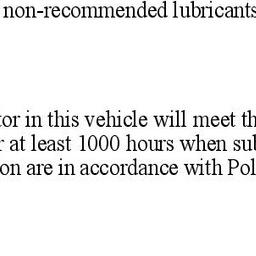 non-recommended lubricants
tor in this vehicle will meet th
r at least 1000 hours when sub
on are in accordance with Pol